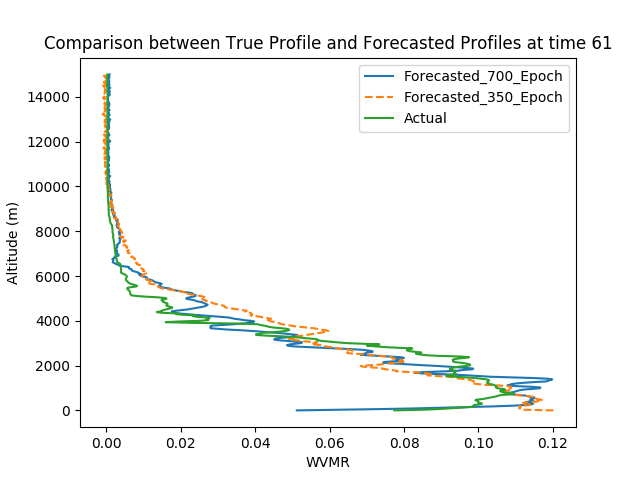 Comparison between True Profile and Forecasted Profiles at time 61
Forecasted_700_Epoch
Forecasted_350_Epoch
Actual
14000
12000
10000
8000
6000
4000
2000
0
Altitude (m)
0.00 0.02 0.04 0.06 0.08 0.10 0.12
WVMR